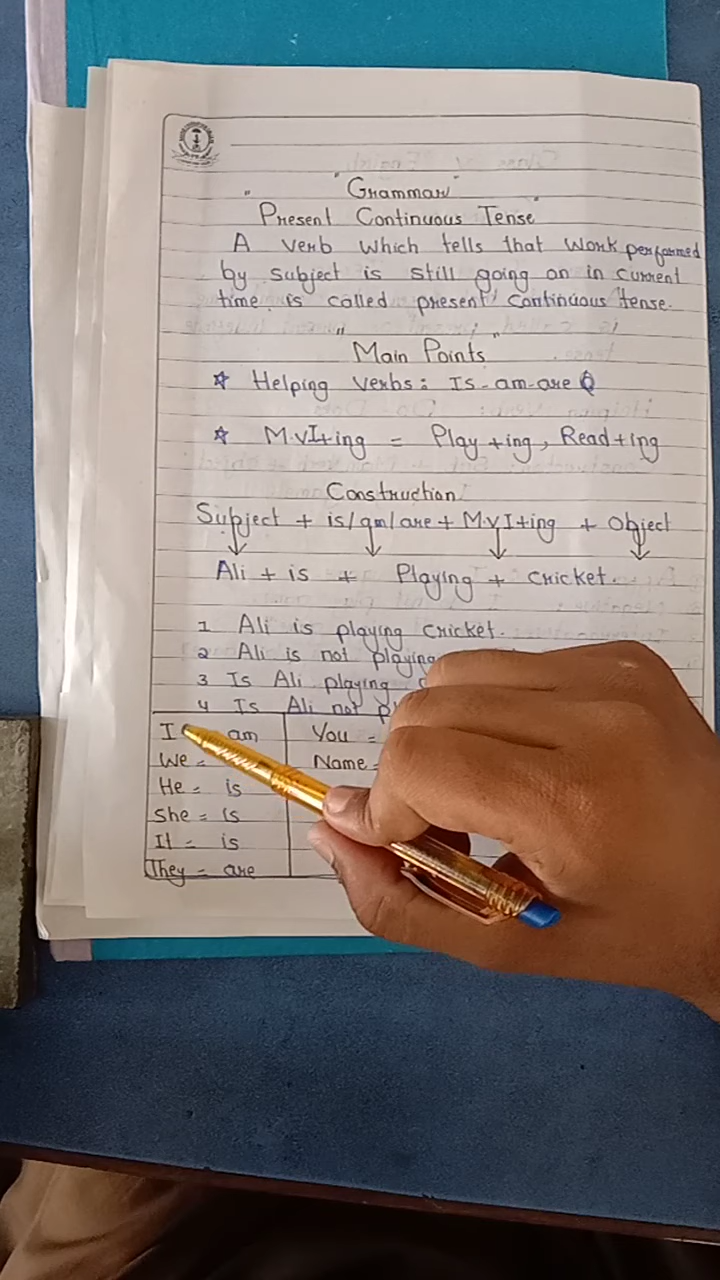 "Grammar"
"Present Continuous Tense"
A verb which tells that work performed
by subject is still going on in current
time is called present continuous tense.
"Main Points"
☆ Helping verbs: Is-am-are
☆ M.VI+ing = Play+ing, Read+ing
Construction
Subject + is/am/are + M.VI+ing + Object
↓ ↓ ↓ ↓
Ali + is + Playing + cricket.
1 Ali is playing cricket.
2 Ali is not playing
3 Is Ali playing
4 Is Ali not
I am You =
We = Name =
He = is
She = is
It = is
They = are